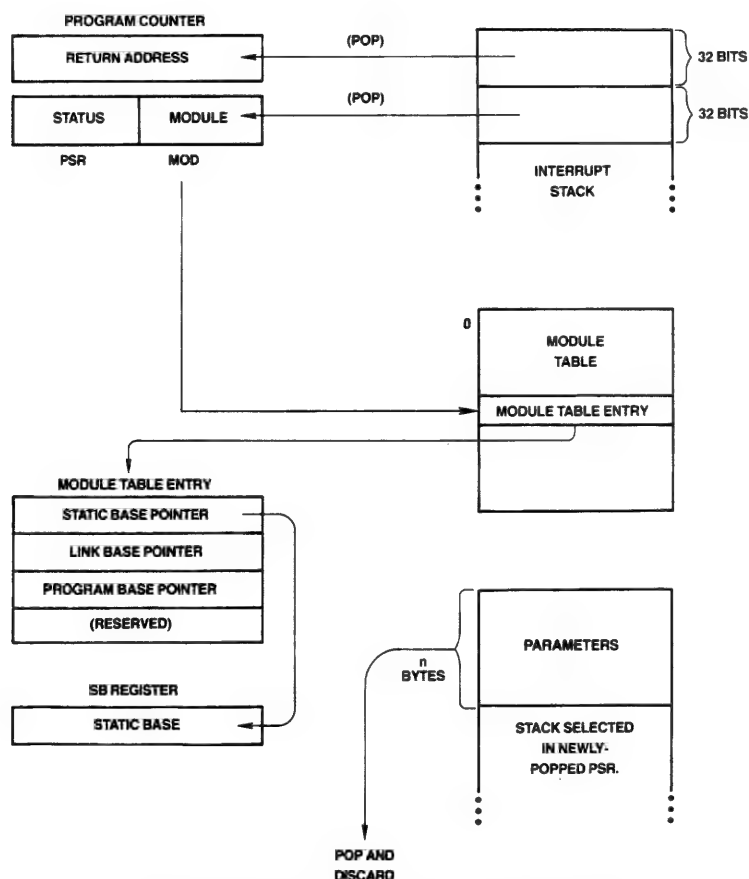 PROGRAM COUNTER
RETURN ADDRESS
(POP)
32 BITS
STATUS
MODULE
(POP)
32 BITS
PSR
MOD
INTERRUPT
STACK
0
MODULE
TABLE
MODULE TABLE ENTRY
MODULE TABLE ENTRY
STATIC BASE POINTER
LINK BASE POINTER
PROGRAM BASE POINTER
(RESERVED)
PARAMETERS
n
BYTES
SB REGISTER
STATIC BASE
STACK SELECTED
IN NEWLY-
POPPED PSR.
POP AND
DISCARD